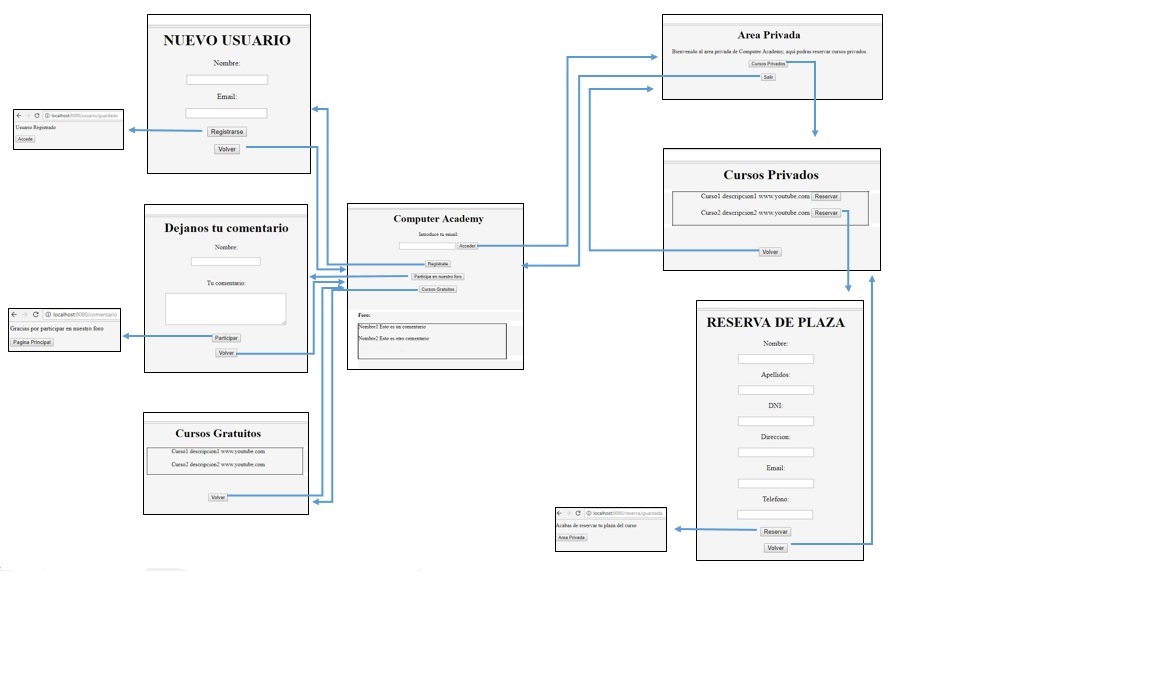 NUEVO USUARIO
Nombre:
Email:
Registrarse
Volver
localhost:8080/usuario/guardado
Usuario Registrado
Accede
Dejanos tu comentario
Nombre:
Tu comentario:
Participar
Volver
localhost:8080/comentario
Gracias por participar en nuestro foro
Pagina Principal
Cursos Gratuitos
Curso1 descripcion1 www.youtube.com
Curso2 descripcion2 www.youtube.com
Volver
Computer Academy
Introduce tu email:
Acceder
Registrate
Participa en nuestro foro
Cursos Gratuitos
Foro:
Nombre1 Esto es un comentario
Nombre2 Esto es otro comentario
Area Privada
Bienvenido al area privada de Computer Academy, aqui podras reservar cursos privados
Cursos Privados
Salir
Cursos Privados
Curso1 descripcion1 www.youtube.com Reservar
Curso2 descripcion2 www.youtube.com Reservar
Volver
RESERVA DE PLAZA
Nombre:
Apellidos:
DNI:
Direccion:
Email:
Telefono:
Reservar
Volver
localhost:8080/reserva/guardada
Acabas de reservar tu plaza del curso
Area Privada